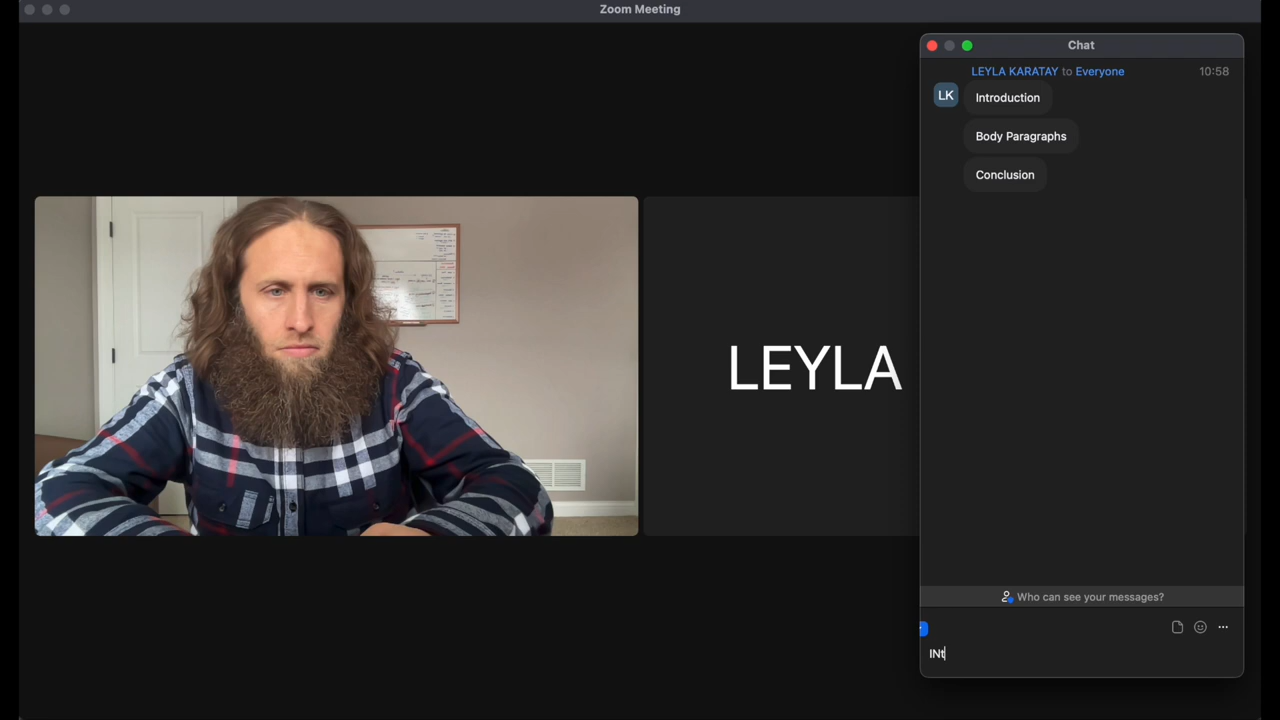 Zoom Meeting
Chat
LEYLA KARATAY to Everyone 10:58
LK
Introduction
Body Paragraphs
Conclusion
LEYLA
Who can see your messages?
INt